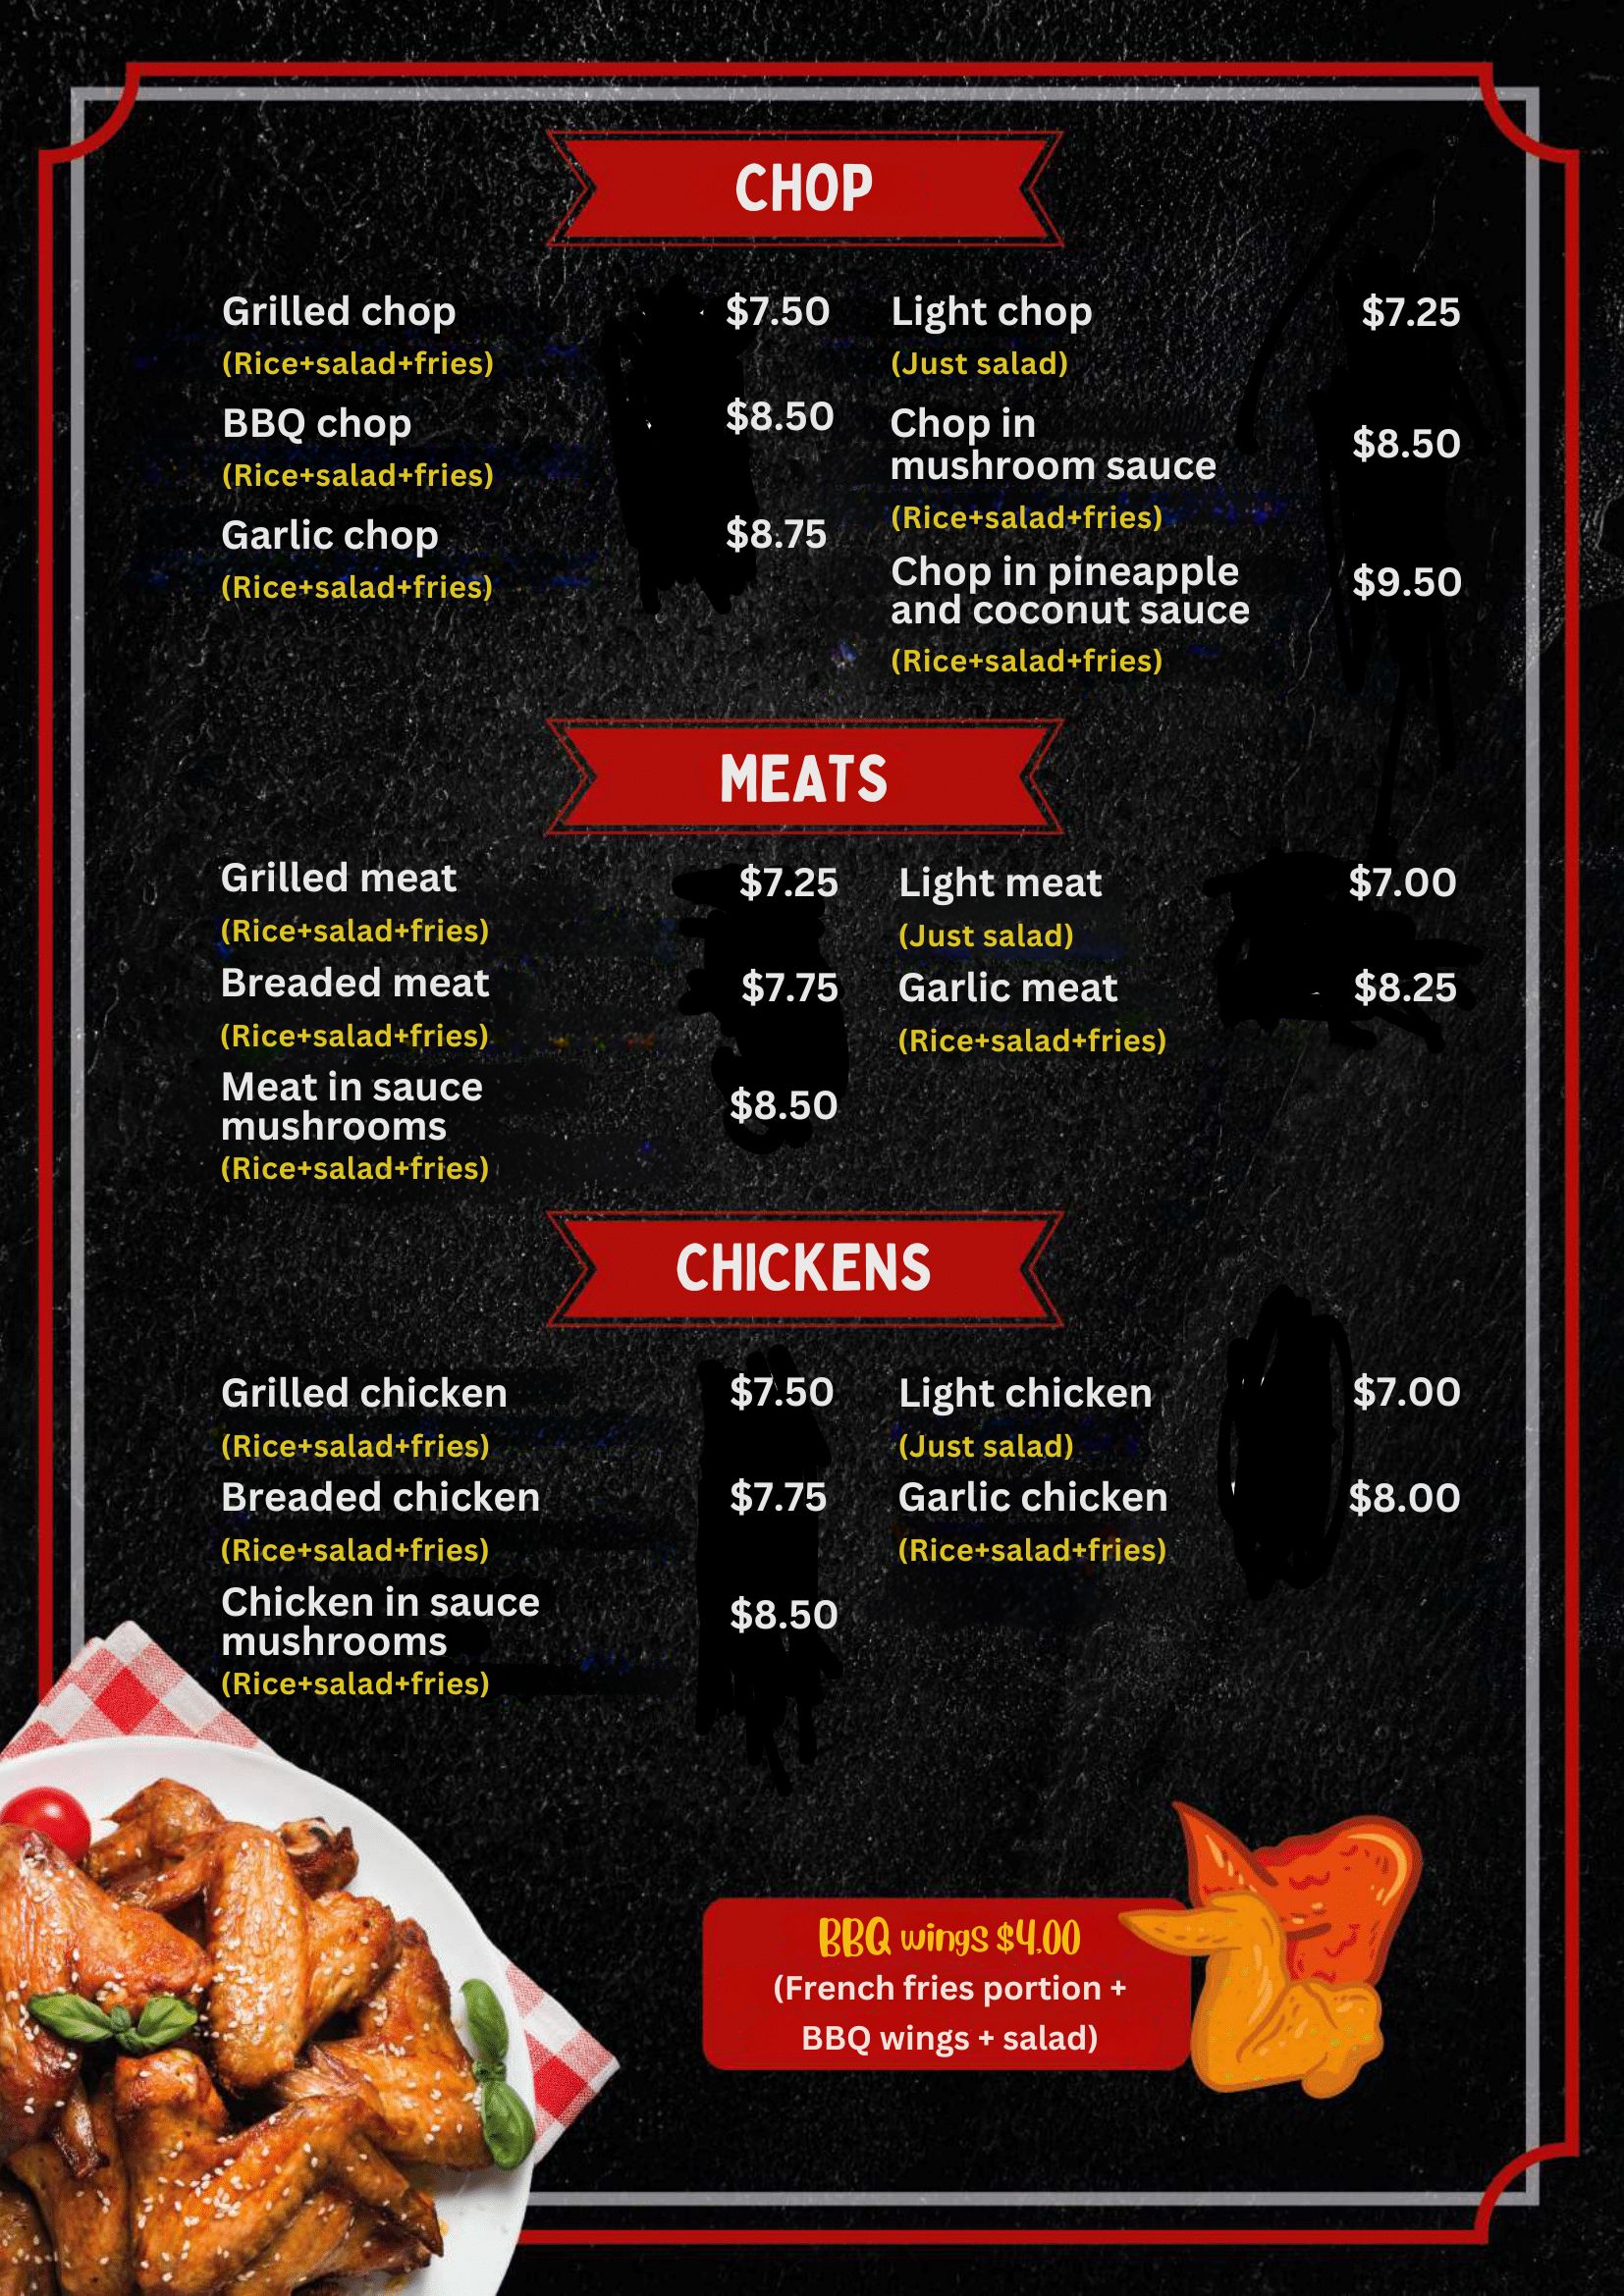 CHOP
Grilled chop $7.50
(Rice+salad+fries)
BBQ chop $8.50
(Rice+salad+fries)
Garlic chop $8.75
(Rice+salad+fries)
Light chop $7.25
(Just salad)
Chop in
mushroom sauce $8.50
(Rice+salad+fries)
Chop in pineapple
and coconut sauce $9.50
(Rice+salad+fries)
MEATS
Grilled meat $7.25
(Rice+salad+fries)
Breaded meat $7.75
(Rice+salad+fries)
Meat in sauce
mushrooms $8.50
(Rice+salad+fries)
Light meat $7.00
(Just salad)
Garlic meat $8.25
(Rice+salad+fries)
CHICKENS
Grilled chicken $7.50
(Rice+salad+fries)
Breaded chicken $7.75
(Rice+salad+fries)
Chicken in sauce $8.50
mushrooms
(Rice+salad+fries)
Light chicken $7.00
(Just salad)
Garlic chicken $8.00
(Rice+salad+fries)
BBQ wings $4.00
(French fries portion +
BBQ wings + salad)